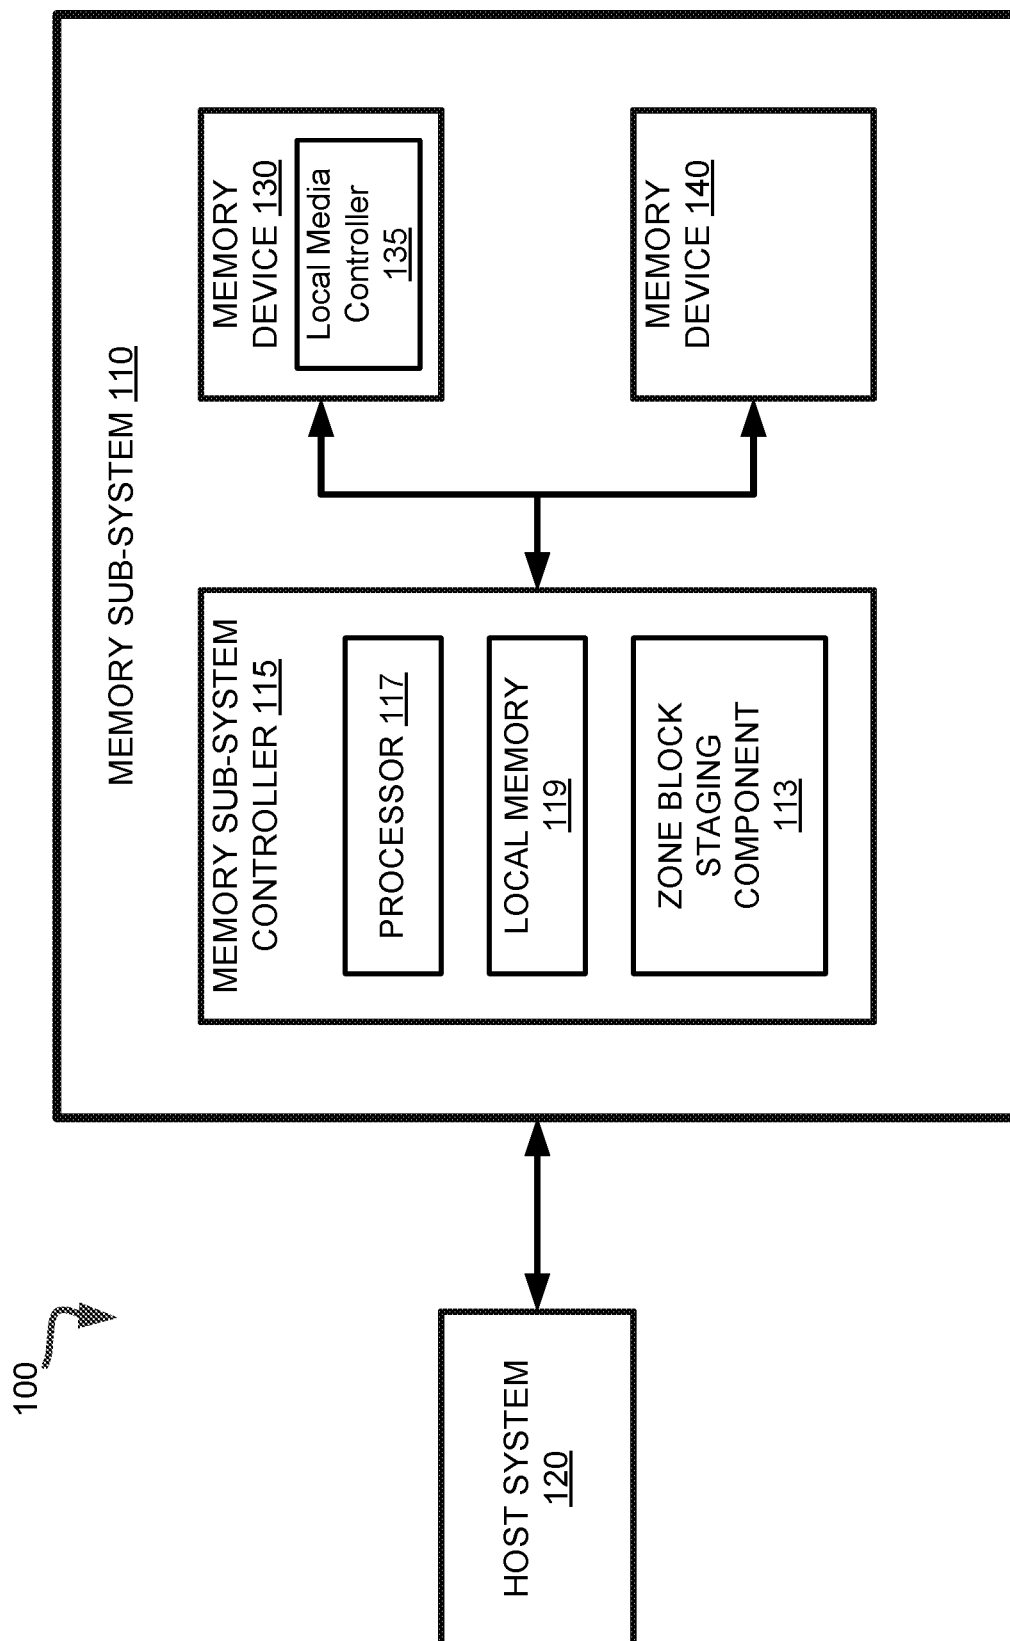 100
MEMORY SUB-SYSTEM 110
HOST SYSTEM
120
MEMORY SUB-SYSTEM
CONTROLLER 115
PROCESSOR 117
LOCAL MEMORY
119
ZONE BLOCK
STAGING
COMPONENT
113
MEMORY
DEVICE 130
Local Media
Controller
135
MEMORY
DEVICE 140